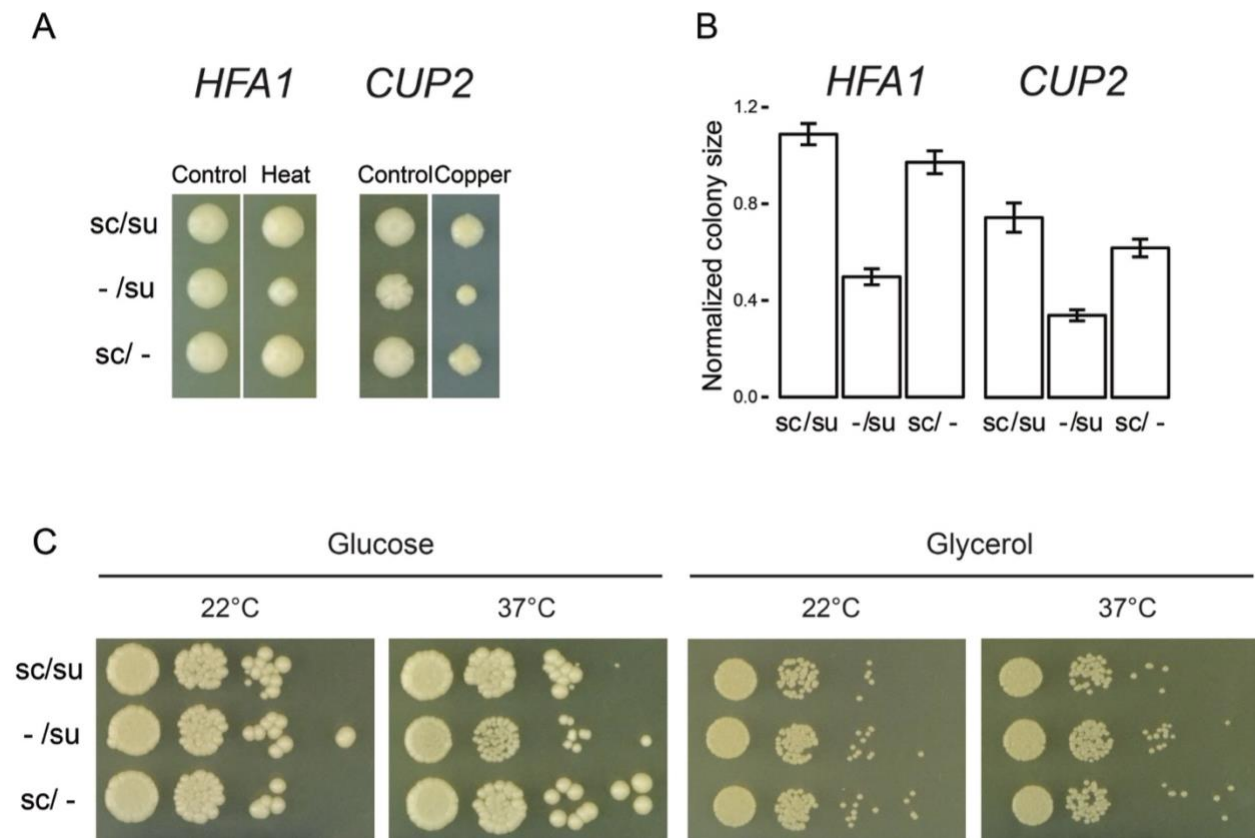 A
HFA1 CUP2
Control Heat Control Copper
sc/su
- /su
sc/ -
B
HFA1 CUP2
Normalized colony size
1.2
0.8
0.4
0.0
sc/su -/su sc/ - sc/su -/su sc/ -
C
Glucose Glycerol
22°C 37°C 22°C 37°C
sc/su
- /su
sc/ -